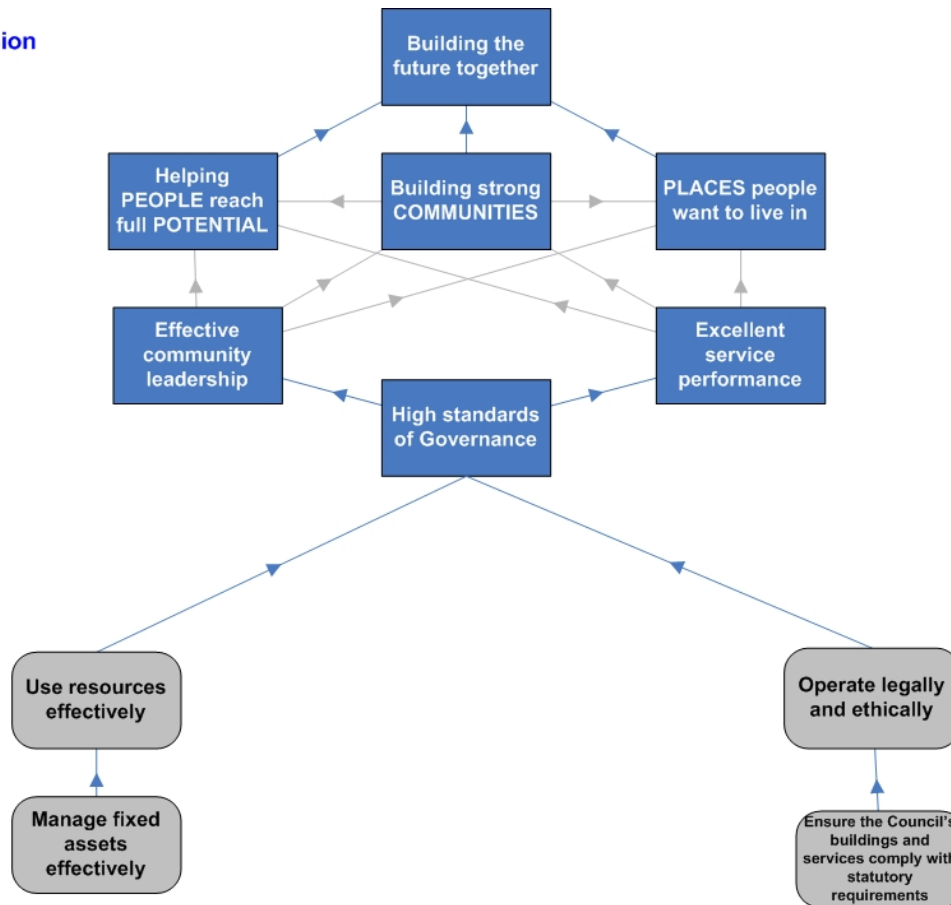 ion
Building the
future together
Helping
PEOPLE reach
full POTENTIAL
Building strong
COMMUNITIES
PLACES people
want to live in
Effective
community
leadership
Excellent
service
performance
High standards
of Governance
Use resources
effectively
Operate legally
and ethically
Manage fixed
assets
effectively
Ensure the Council's
buildings and
services comply with
statutory
requirements